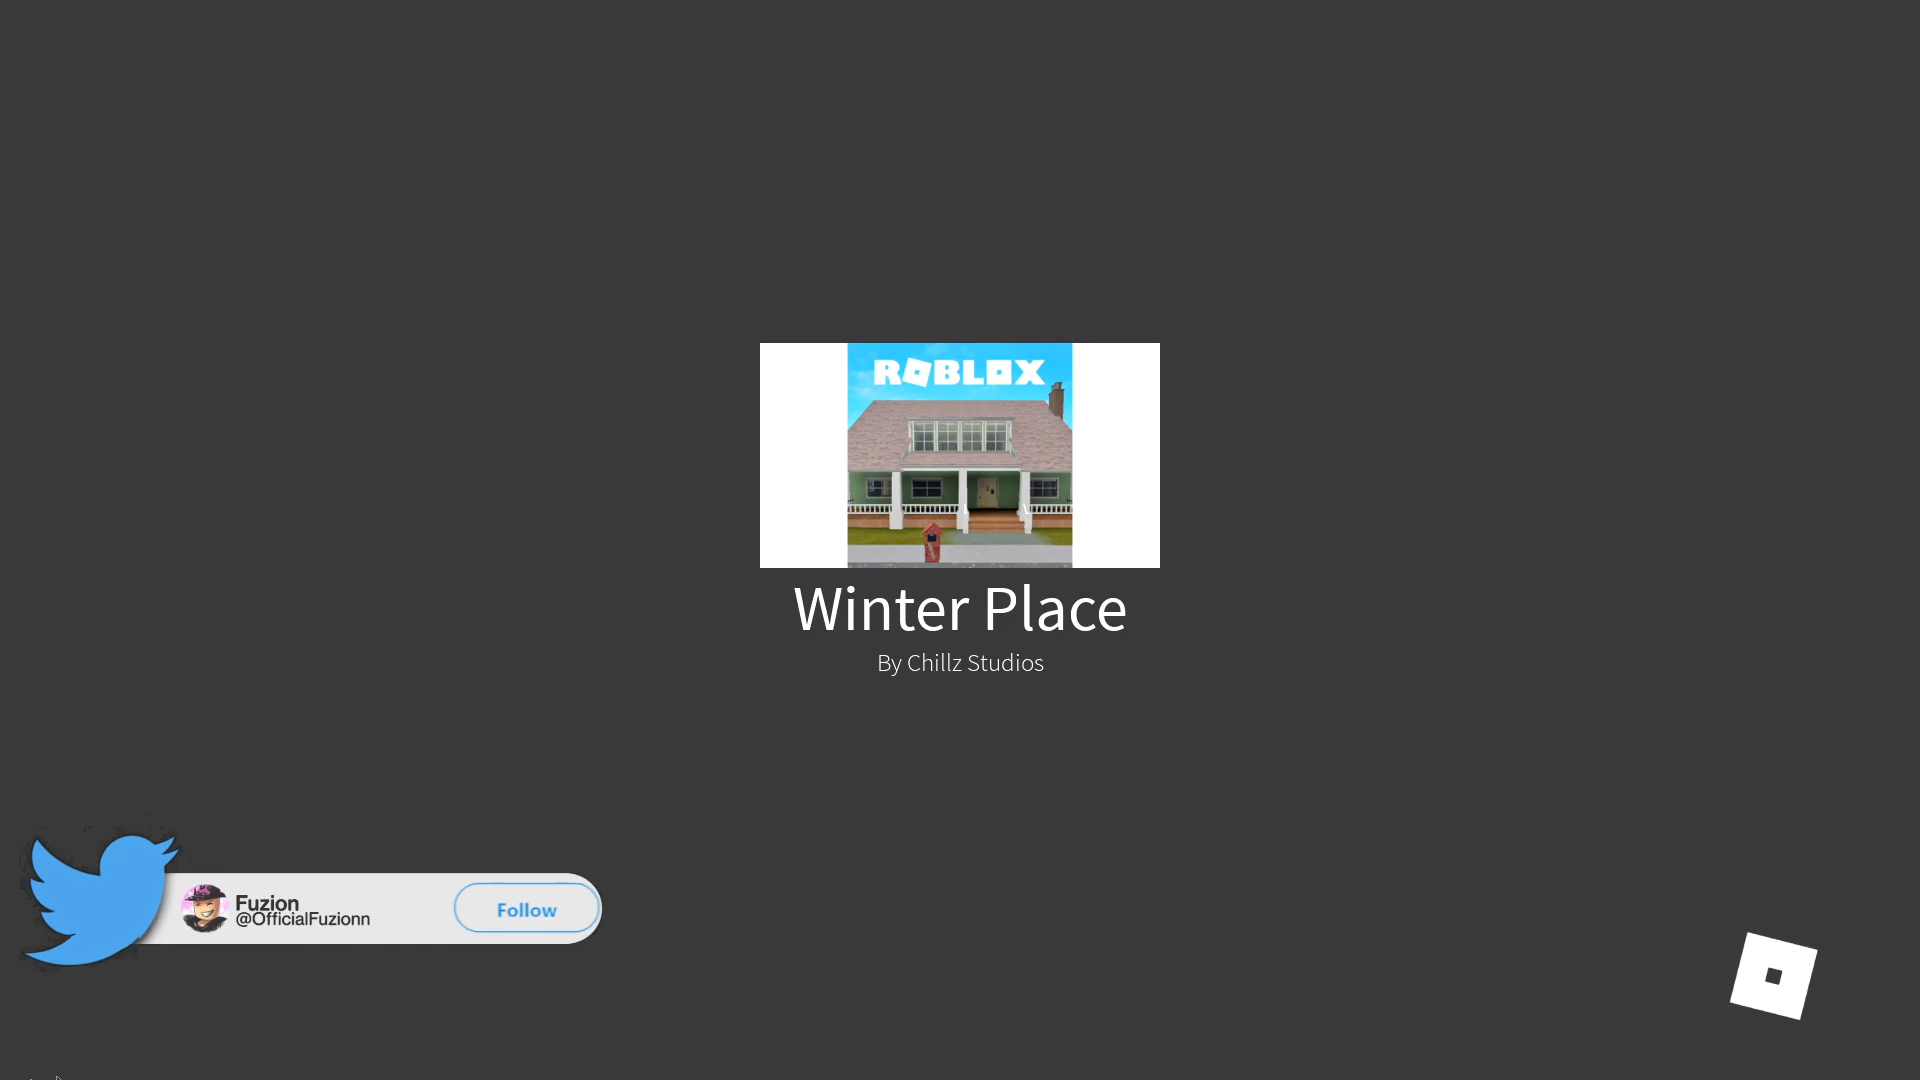 ROBLOX
Winter Place
By Chillz Studios
Fuzion
@OfficialFuzionn
Follow